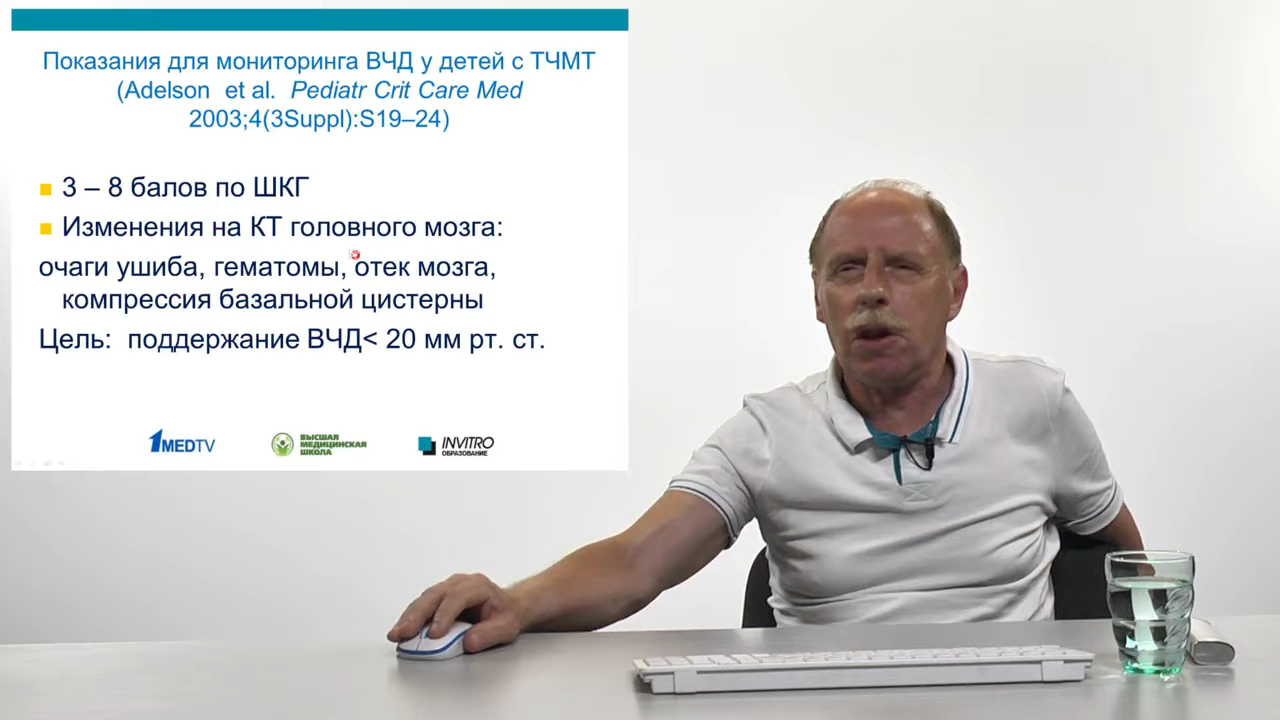 Показания для мониторинга ВЧД у детей с ТЧМТ
(Adelson et al. Pediatr Crit Care Med
2003;4(3Suppl):S19–24)
3 – 8 балов по ШКГ
Изменения на КТ головного мозга:
очаги ушиба, гематомы, отек мозга,
компрессия базальной цистерны
Цель: поддержание ВЧД< 20 мм рт. ст.
1MEDTV
ВЫСШАЯ
МЕДИЦИНСКАЯ
ШКОЛА
INVITRO
ОБРАЗОВАНИЕ